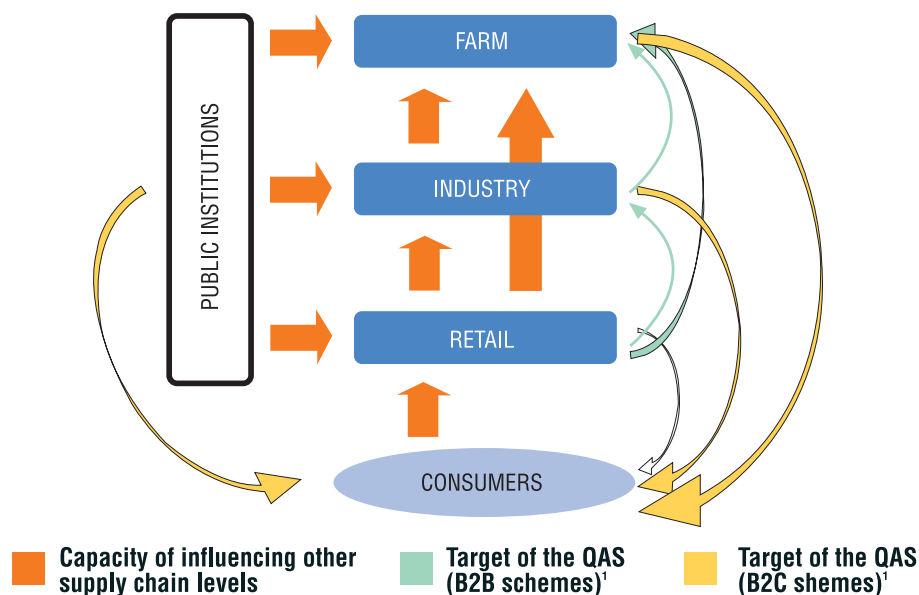 PUBLIC INSTITUTIONS
FARM
INDUSTRY
RETAIL
CONSUMERS
Capacity of influencing other
supply chain levels
Target of the QAS
(B2B schemes)¹
Target of the QAS
(B2C shemes)¹